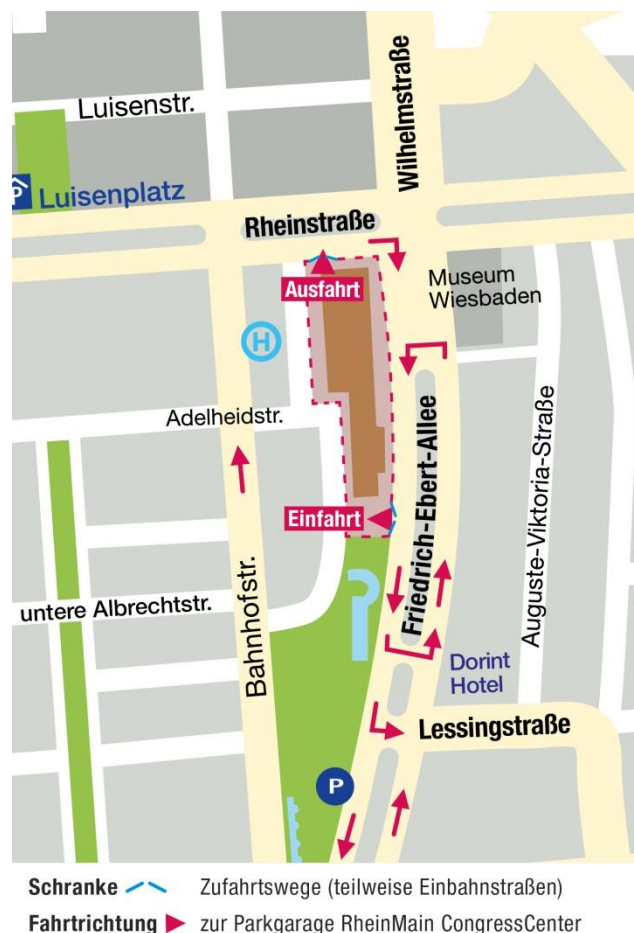 Luisenstr.
Wilhelmstraße
P
Luisenplatz
Rheinstraße
Ausfahrt
Museum
Wiesbaden
H
Adelheidstr.
Friedrich-Ebert-Allee
Auguste-Viktoria-Straße
Einfahrt
untere Albrechtstr.
Bahnhofstr.
Dorint
Hotel
Lessingstraße
P
Schranke Zufahrtswege (teilweise Einbahnstraßen)
Fahrtrichtung zur Parkgarage RheinMain CongressCenter